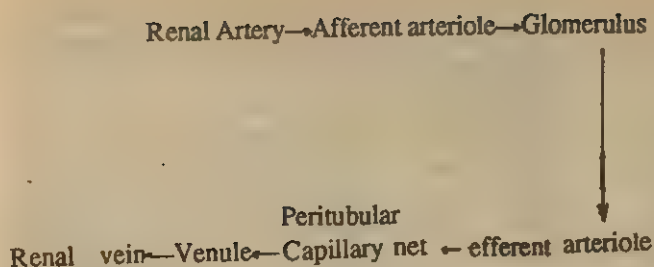 Renal Artery→Afferent arteriole→Glomerulus
Peritubular
Renal vein←Venule←Capillary net ← efferent arteriole